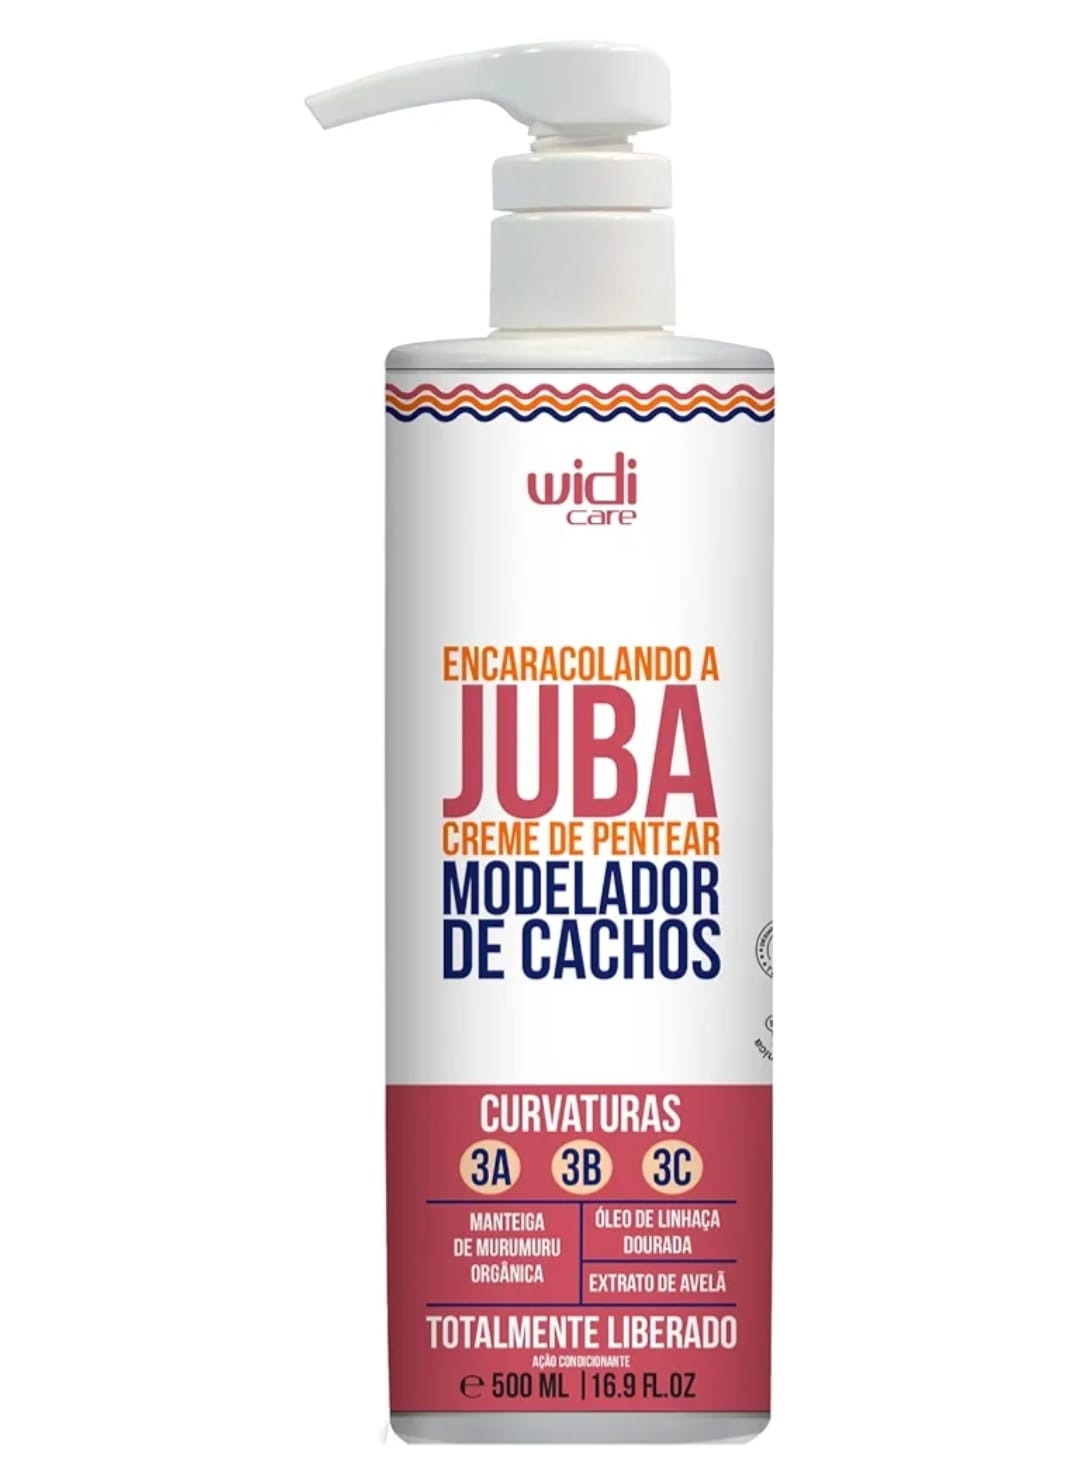 widi
care
ENCARACOLANDO A
JUBA
CREME DE PENTEAR
MODELADOR
DE CACHOS
CURVATURAS
3A 3B 3C
MANTEIGA
DE MURUMURU
ORGÂNICA
ÓLEO DE LINHAÇA
DOURADA
EXTRATO DE AVELÃ
TOTALMENTE LIBERADO
AÇÃO CONDICIONANTE
e 500 ML | 16.9 FL.OZ